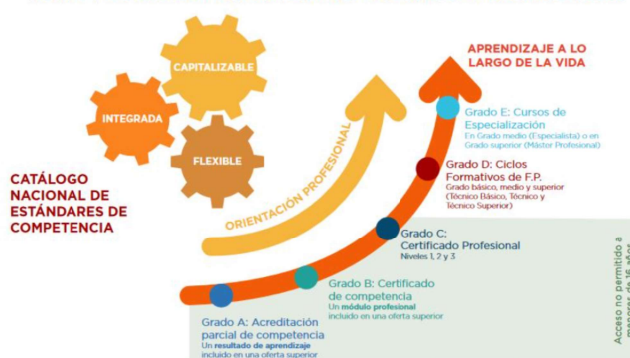 CAPITALIZABLE
INTEGRADA
FLEXIBLE
CATÁLOGO
NACIONAL DE
ESTÁNDARES DE
COMPETENCIA
ORIENTACIÓN PROFESIONAL
APRENDIZAJE A LO
LARGO DE LA VIDA
Grado E: Cursos de
Especialización
En Grado medio (Especialista) o en
Grado superior (Máster Profesional)
Grado D: Ciclos
Formativos de F.P.
Grado básico, medio y superior
(Técnico Básico, Técnico y
Técnico Superior)
Grado C:
Certificado Profesional
Niveles 1, 2 y 3
Grado B: Certificado
de competencia
Un módulo profesional
incluido en una oferta superior
Grado A: Acreditación
parcial de competencia
Un resultado de aprendizaje
incluido en una oferta superior
Acceso no permitido a
menores de 16 años